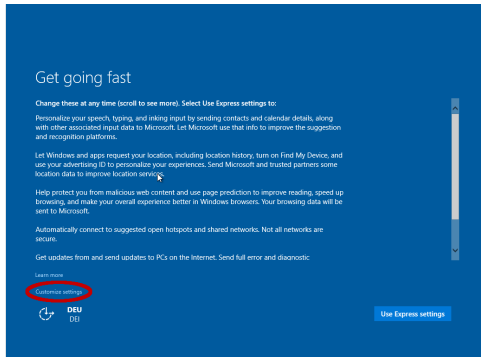 Get going fast
Change these at any time (scroll to see more). Select Use Express settings to:
Personalize your speech, typing, and inking input by sending contacts and calendar details, along
with other associated input data to Microsoft. Let Microsoft use that info to improve the suggestion
and recognition platforms.
Let Windows and apps request your location, including location history, turn on Find My Device, and
use your advertising ID to personalize your experiences. Send Microsoft and trusted partners some
location data to improve location services.
Help protect you from malicious web content and use page prediction to improve reading, speed up
browsing, and make your overall experience better in Windows browsers. Your browsing data will be
sent to Microsoft.
Automatically connect to suggested open hotspots and shared networks. Not all networks are
secure.
Get updates from and send updates to PCs on the Internet. Send full error and diagnostic
Learn more
Customize settings
DEU
DEI
Use Express settings